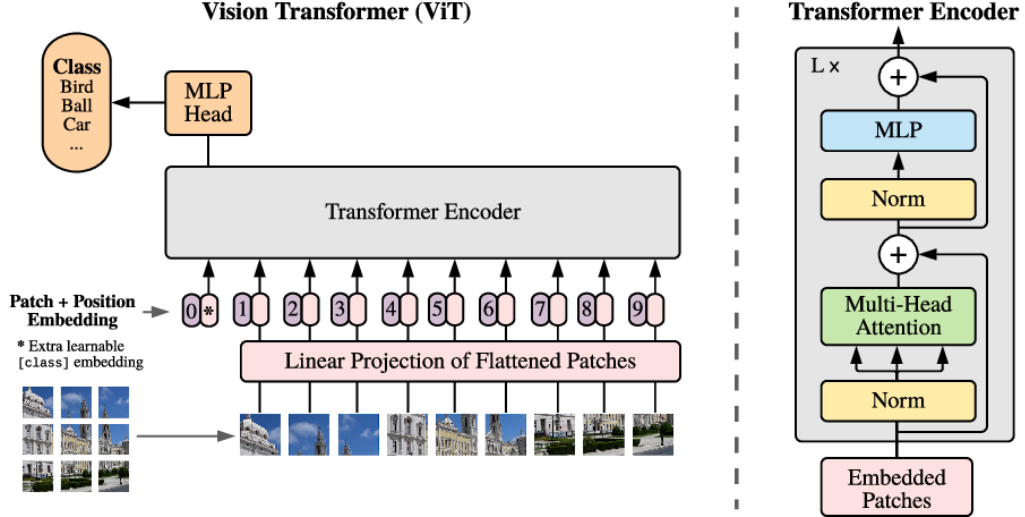 Vision Transformer (ViT)
Class
Bird
Ball
Car
...
MLP
Head
Transformer Encoder
Patch + Position
Embedding
* Extra learnable
[class] embedding
0 * 1 2 3 4 5 6 7 8 9
Linear Projection of Flattened Patches
Transformer Encoder
L ×
+
MLP
Norm
+
Multi-Head
Attention
Norm
Embedded
Patches